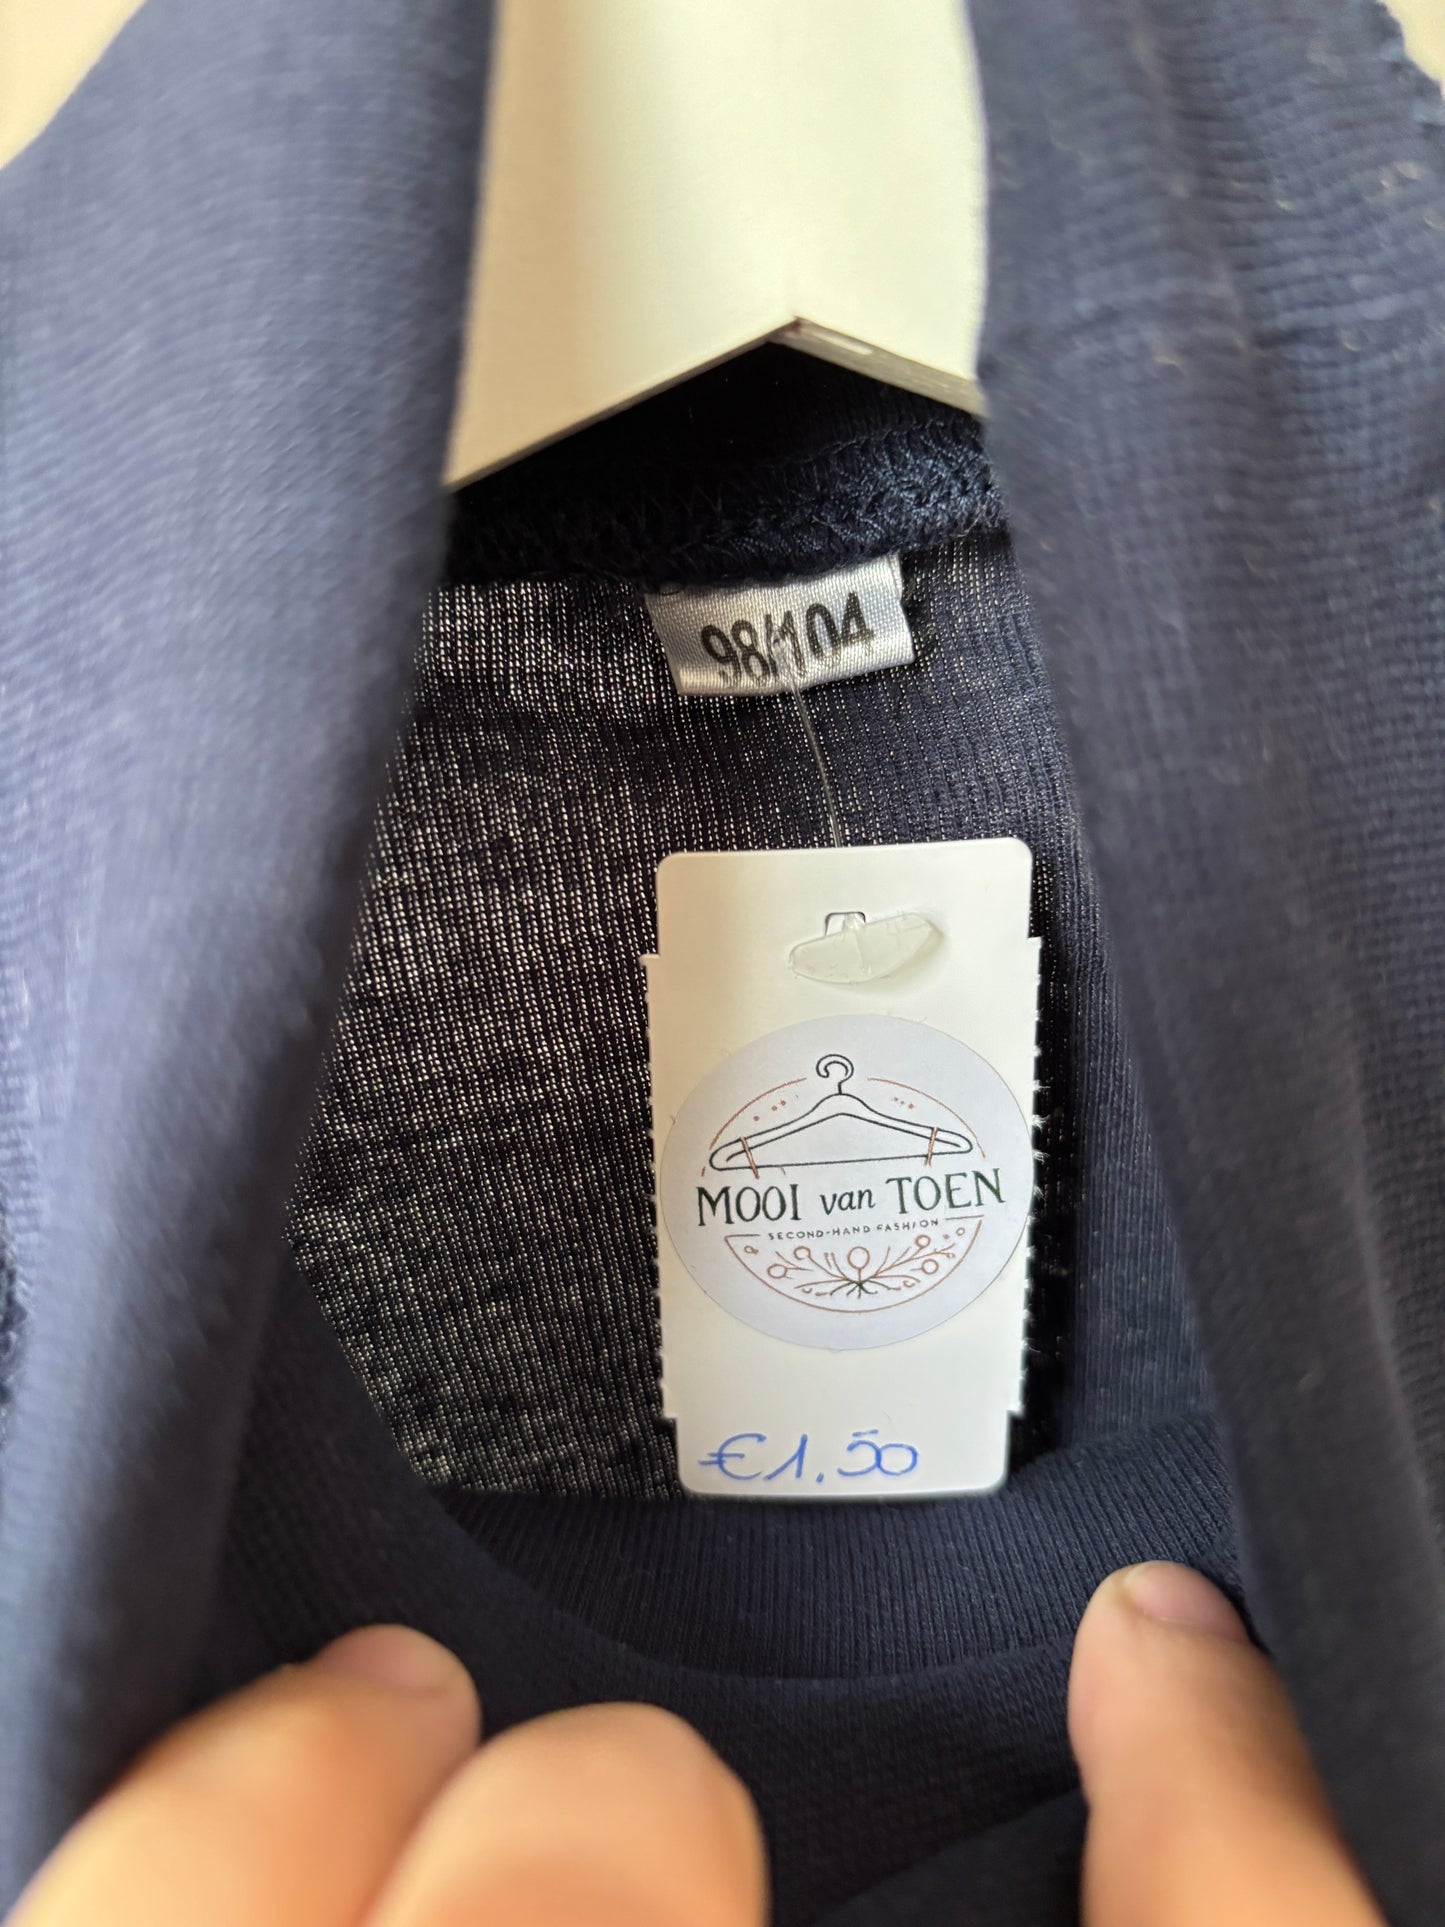 98/104
MOOI van TOEN
SECOND-HAND FASHION
€1.50